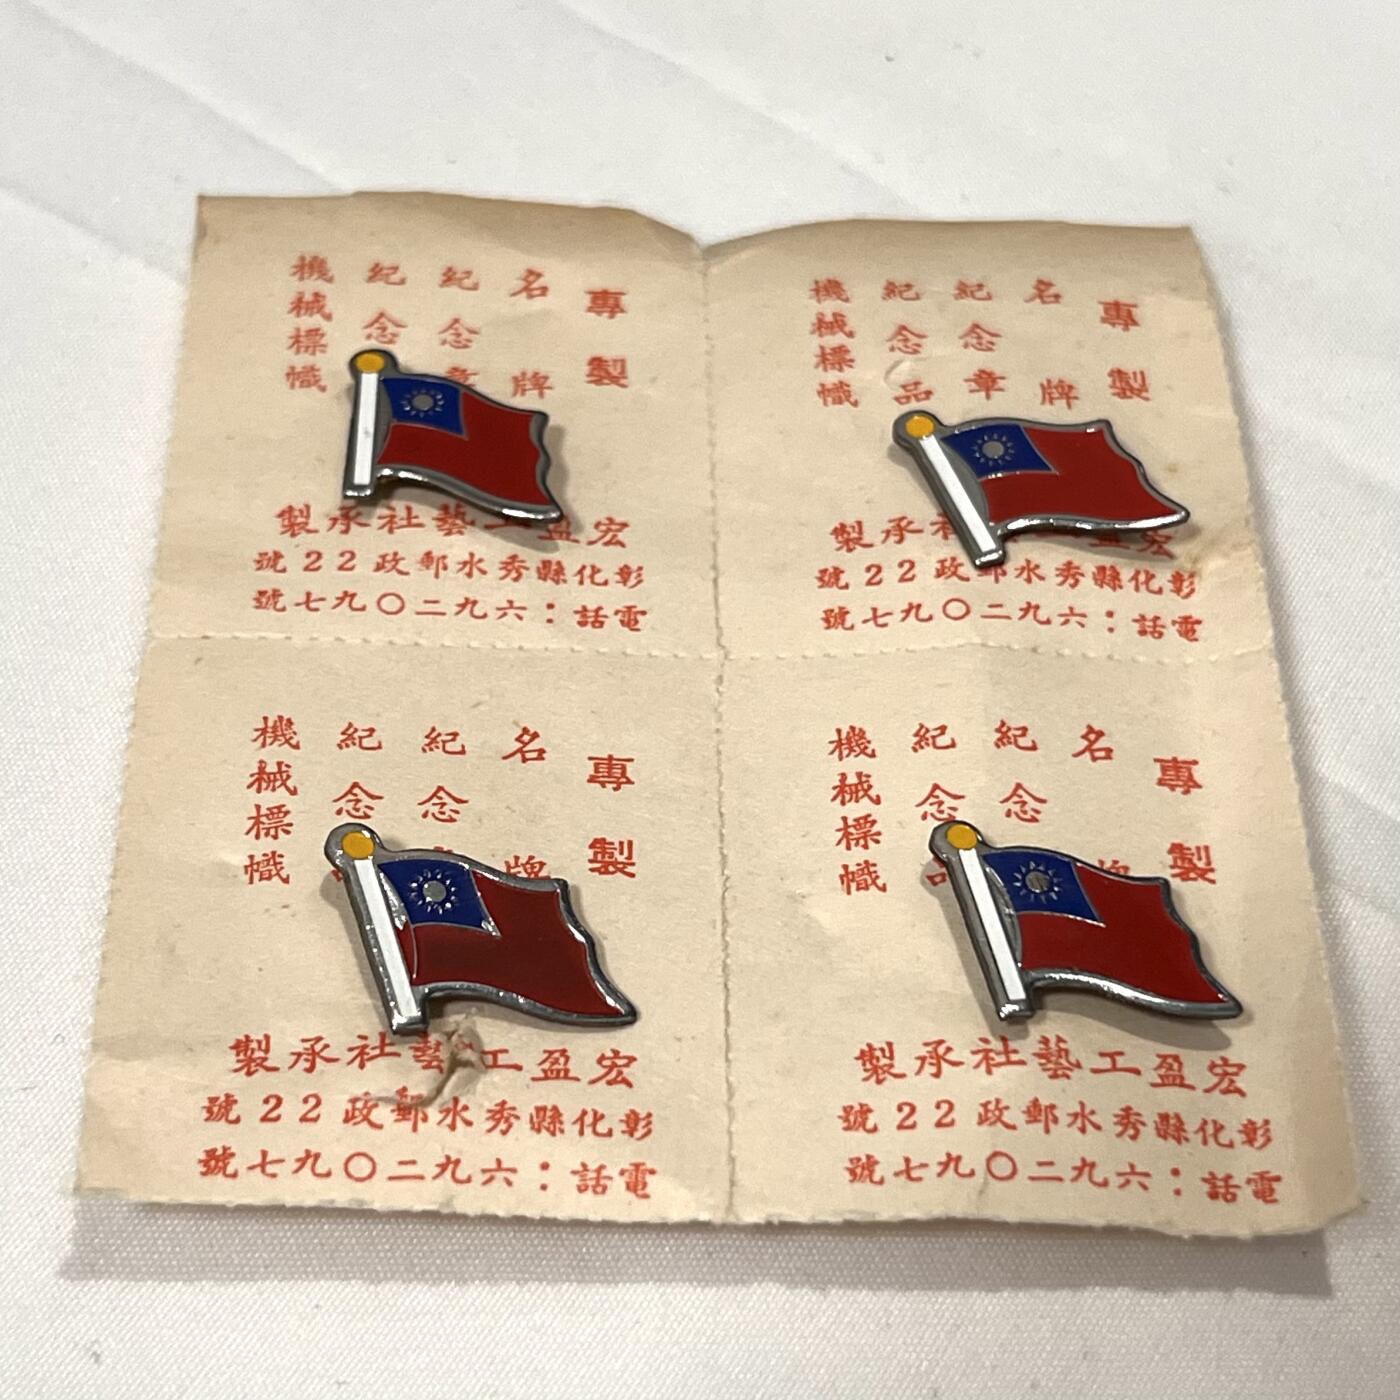 專製
名牌
紀念章
紀念
機械標幟
宏盈工藝社承製
彰化縣秀水郵政22號
電話：六九二〇九七號
專製
名牌
紀念章
紀念品
機械標幟
宏盈社承製
彰化縣秀水郵政22號
電話：六九二〇九七號
專製
名牌
紀念
紀念
機械標幟
宏盈工藝社承製
彰化縣秀水郵政22號
電話：六九二〇九七號
專製
名牌
紀念
紀念品
機械標幟
宏盈工藝社承製
彰化縣秀水郵政22號
電話：六九二〇九七號